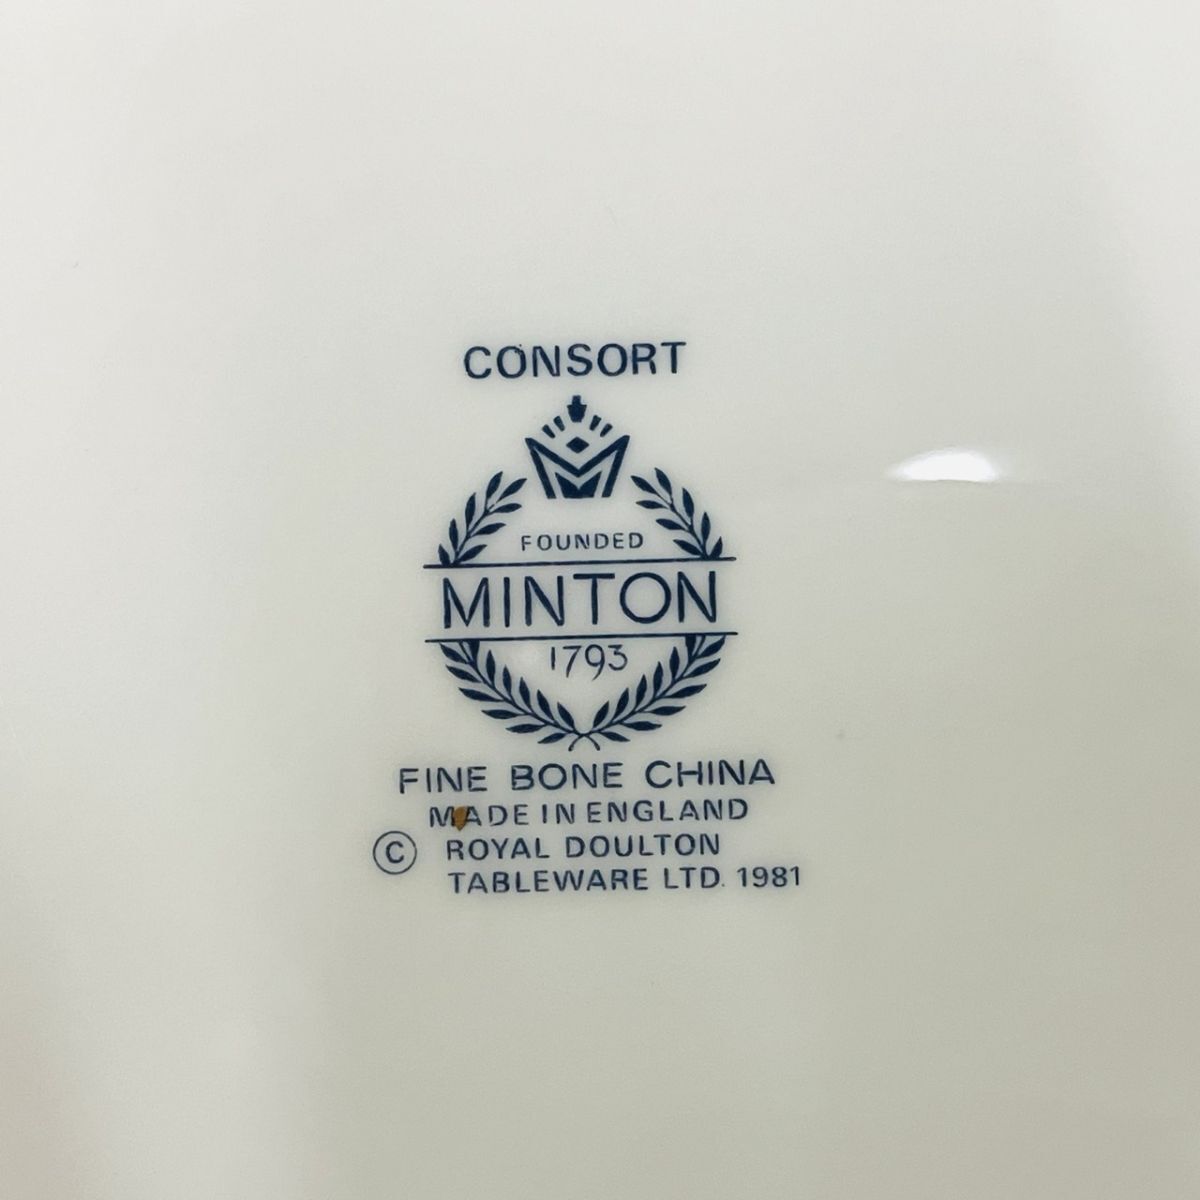 CONSORT
FOUNDED
MINTON
1793
FINE BONE CHINA
MADE IN ENGLAND
© ROYAL DOULTON
TABLEWARE LTD. 1981